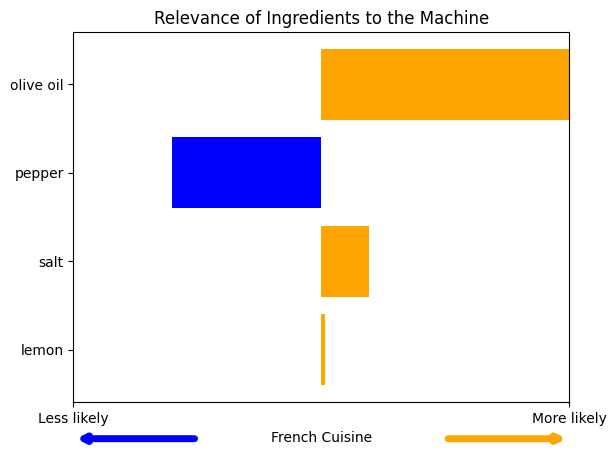 Relevance of Ingredients to the Machine
olive oil
pepper
salt
lemon
Less likely
More likely
French Cuisine